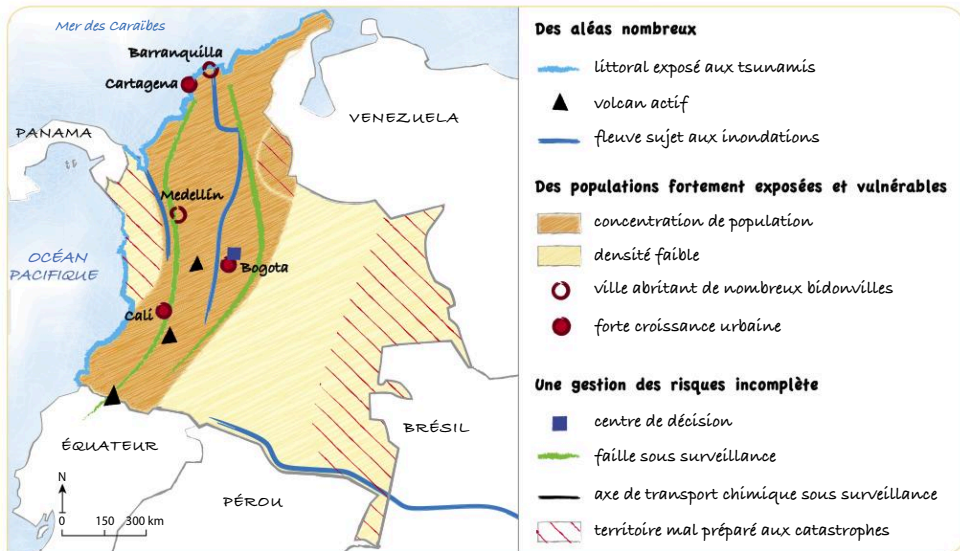 Mer des Caraïbes
Barranquilla
Cartagena
PANAMA
VENEZUELA
Medellín
OCÉAN
PACIFIQUE
Bogota
Cali
ÉQUATEUR
BRÉSIL
PÉROU
N
0 150 300 km
Des aléas nombreux
littoral exposé aux tsunamis
volcan actif
fleuve sujet aux inondations
Des populations fortement exposées et vulnérables
concentration de population
densité faible
ville abritant de nombreux bidonvilles
forte croissance urbaine
Une gestion des risques incomplète
centre de décision
faille sous surveillance
axe de transport chimique sous surveillance
territoire mal préparé aux catastrophes